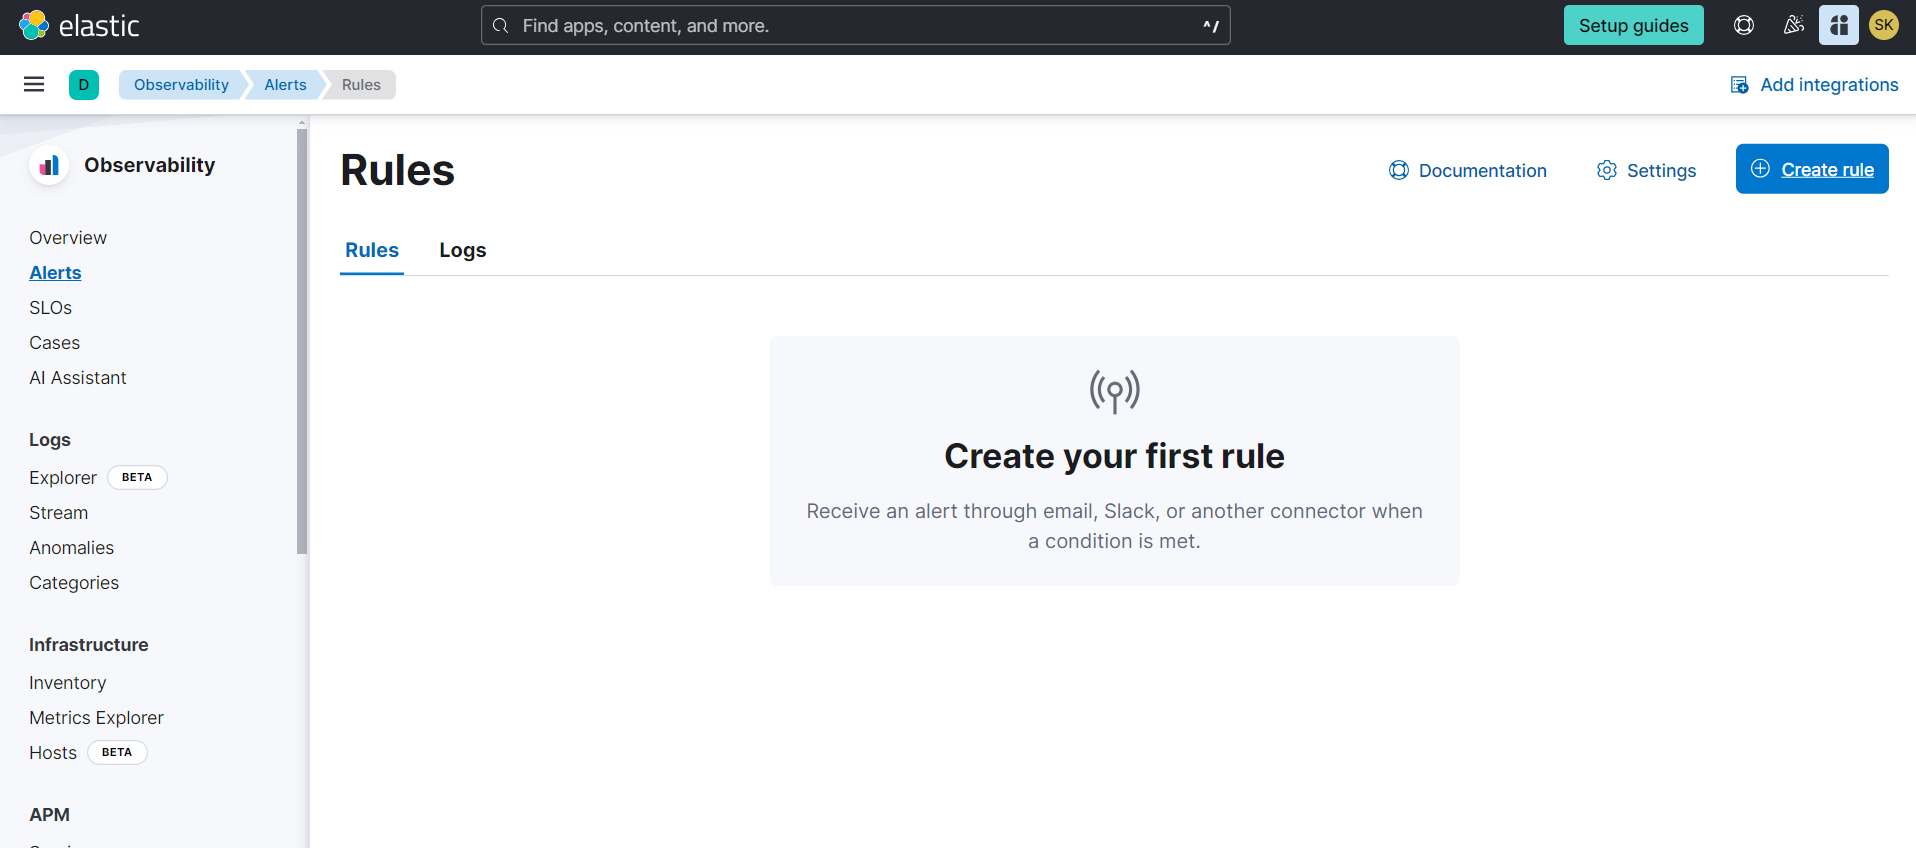 elastic
Find apps, content, and more.
^/
Setup guides
SK
D
Observability
Alerts
Rules
Add integrations
Observability
Overview
Alerts
SLOs
Cases
AI Assistant
Logs
Explorer BETA
Stream
Anomalies
Categories
Infrastructure
Inventory
Metrics Explorer
Hosts BETA
APM
Rules
Documentation
Settings
Create rule
Rules
Logs
Create your first rule
Receive an alert through email, Slack, or another connector when
a condition is met.